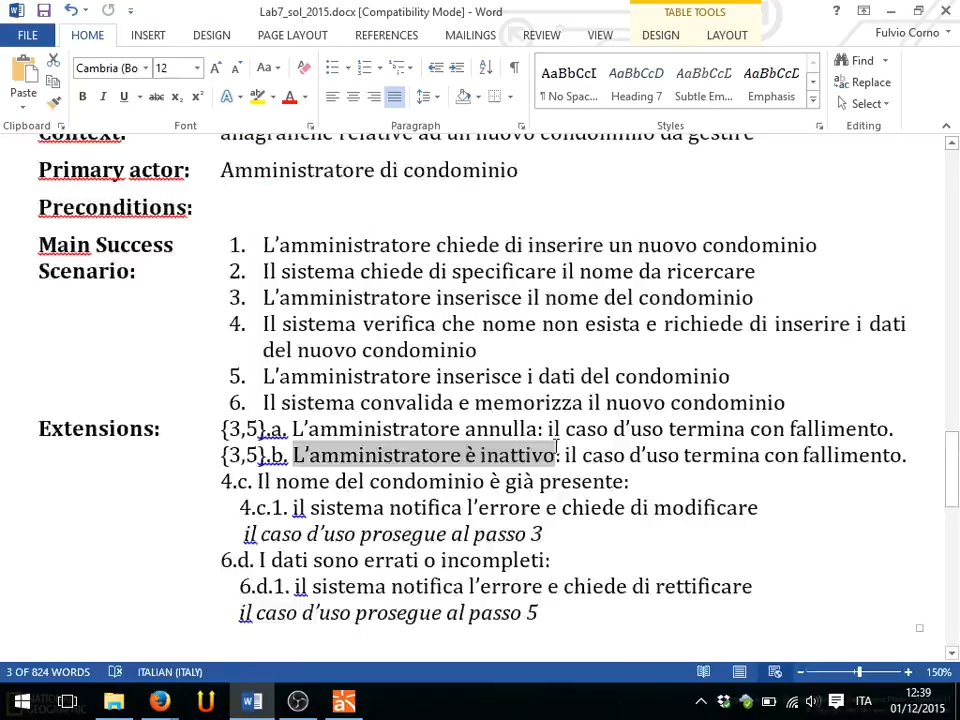 Lab7_sol_2015.docx [Compatibility Mode] - Word
TABLE TOOLS
FILE HOME INSERT DESIGN PAGE LAYOUT REFERENCES MAILINGS REVIEW VIEW DESIGN LAYOUT
Fulvio Corno
Paste
Cambria (Bo 12
AaBbCcI AaBbCcD AaBbCcD AaBbCcD
¶ No Spac... Heading 7 Subtle Em... Emphasis
Find
Replace
Select
Clipboard Font Paragraph Styles Editing
Context: anagrafiche relative ad un nuovo condominio da gestire
Primary actor: Amministratore di condominio
Preconditions:
Main Success Scenario:
1. L'amministratore chiede di inserire un nuovo condominio
2. Il sistema chiede di specificare il nome da ricercare
3. L'amministratore inserisce il nome del condominio
4. Il sistema verifica che nome non esista e richiede di inserire i dati
del nuovo condominio
5. L'amministratore inserisce i dati del condominio
6. Il sistema convalida e memorizza il nuovo condominio
Extensions: {3,5}.a. L'amministratore annulla: il caso d'uso termina con fallimento.
{3,5}.b. L'amministratore è inattivo: il caso d'uso termina con fallimento.
4.c. Il nome del condominio è già presente:
4.c.1. il sistema notifica l'errore e chiede di modificare
il caso d'uso prosegue al passo 3
6.d. I dati sono errati o incompleti:
6.d.1. il sistema notifica l'errore e chiede di rettificare
il caso d'uso prosegue al passo 5
3 OF 824 WORDS ITALIAN (ITALY) 150%
ITA
12:39
01/12/2015